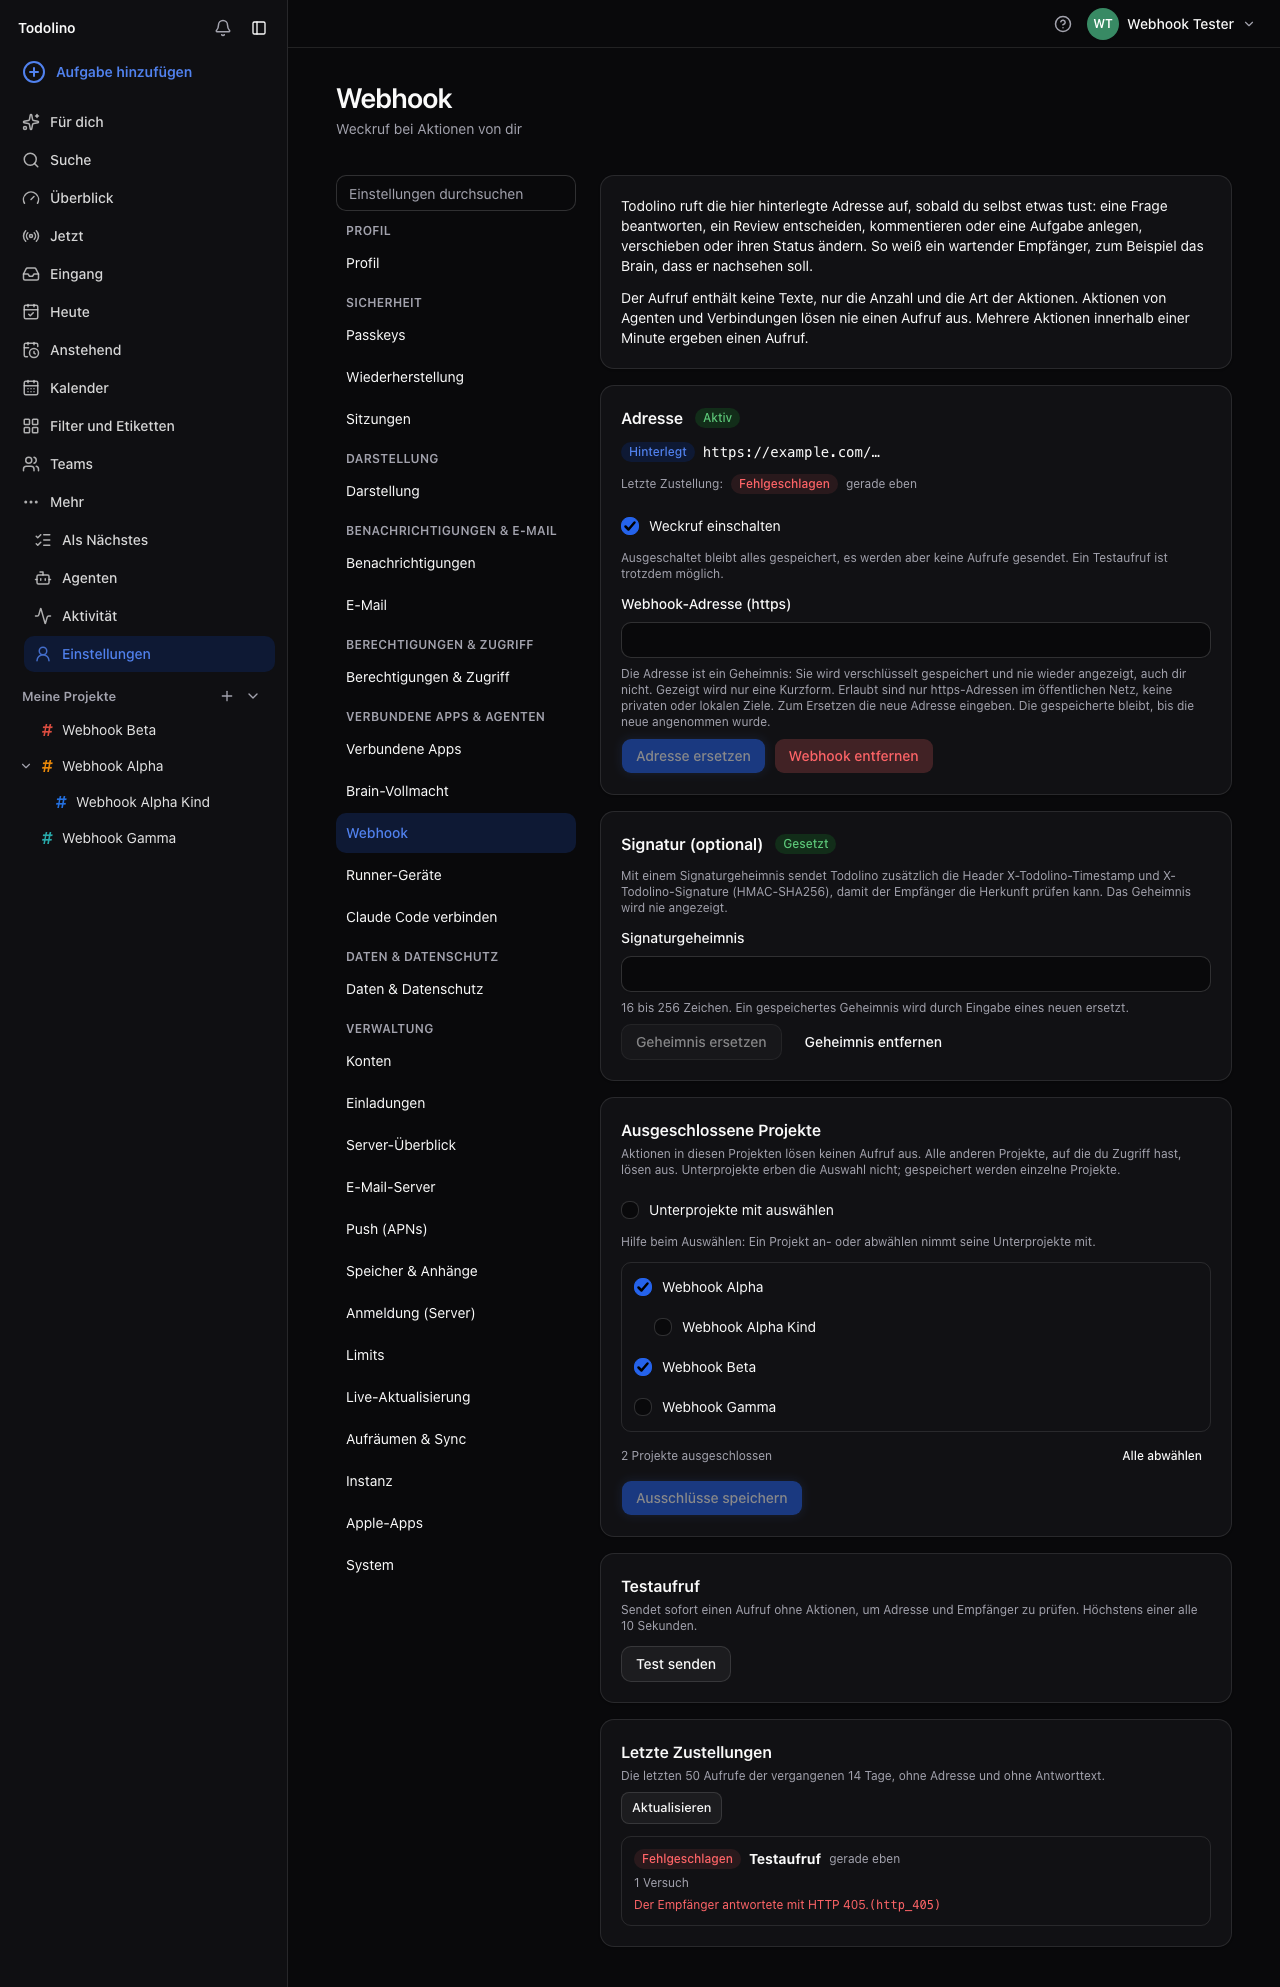 Todolino
Aufgabe hinzufügen
Für dich
Suche
Überblick
Jetzt
Eingang
Heute
Anstehend
Kalender
Filter und Etiketten
Teams
Mehr
Als Nächstes
Agenten
Aktivität
Einstellungen
Meine Projekte
# Webhook Beta
# Webhook Alpha
# Webhook Alpha Kind
# Webhook Gamma
WT Webhook Tester
Webhook
Weckruf bei Aktionen von dir
Einstellungen durchsuchen
PROFIL
Profil
SICHERHEIT
Passkeys
Wiederherstellung
Sitzungen
DARSTELLUNG
Darstellung
BENACHRICHTIGUNGEN & E-MAIL
Benachrichtigungen
E-Mail
BERECHTIGUNGEN & ZUGRIFF
Berechtigungen & Zugriff
VERBUNDENE APPS & AGENTEN
Verbundene Apps
Brain-Vollmacht
Webhook
Runner-Geräte
Claude Code verbinden
DATEN & DATENSCHUTZ
Daten & Datenschutz
VERWALTUNG
Konten
Einladungen
Server-Überblick
E-Mail-Server
Push (APNs)
Speicher & Anhänge
Anmeldung (Server)
Limits
Live-Aktualisierung
Aufräumen & Sync
Instanz
Apple-Apps
System
Todolino ruft die hier hinterlegte Adresse auf, sobald du selbst etwas tust: eine Frage
beantworten, ein Review entscheiden, kommentieren oder eine Aufgabe anlegen,
verschieben oder ihren Status ändern. So weiß ein wartender Empfänger, zum Beispiel das
Brain, dass er nachsehen soll.
Der Aufruf enthält keine Texte, nur die Anzahl und die Art der Aktionen. Aktionen von
Agenten und Verbindungen lösen nie einen Aufruf aus. Mehrere Aktionen innerhalb einer
Minute ergeben einen Aufruf.
Adresse Aktiv
Hinterlegt https://example.com/…
Letzte Zustellung: Fehlgeschlagen gerade eben
Weckruf einschalten
Ausgeschaltet bleibt alles gespeichert, es werden aber keine Aufrufe gesendet. Ein Testaufruf ist
trotzdem möglich.
Webhook-Adresse (https)
Die Adresse ist ein Geheimnis: Sie wird verschlüsselt gespeichert und nie wieder angezeigt, auch dir
nicht. Gezeigt wird nur eine Kurzform. Erlaubt sind nur https-Adressen im öffentlichen Netz, keine
privaten oder lokalen Ziele. Zum Ersetzen die neue Adresse eingeben. Die gespeicherte bleibt, bis die
neue angenommen wurde.
Adresse ersetzen Webhook entfernen
Signatur (optional) Gesetzt
Mit einem Signaturgeheimnis sendet Todolino zusätzlich die Header X-Todolino-Timestamp und X-
Todolino-Signature (HMAC-SHA256), damit der Empfänger die Herkunft prüfen kann. Das Geheimnis
wird nie angezeigt.
Signaturgeheimnis
16 bis 256 Zeichen. Ein gespeichertes Geheimnis wird durch Eingabe eines neuen ersetzt.
Geheimnis ersetzen Geheimnis entfernen
Ausgeschlossene Projekte
Aktionen in diesen Projekten lösen keinen Aufruf aus. Alle anderen Projekte, auf die du Zugriff hast,
lösen aus. Unterprojekte erben die Auswahl nicht; gespeichert werden einzelne Projekte.
Unterprojekte mit auswählen
Hilfe beim Auswählen: Ein Projekt an- oder abwählen nimmt seine Unterprojekte mit.
Webhook Alpha
Webhook Alpha Kind
Webhook Beta
Webhook Gamma
2 Projekte ausgeschlossen Alle abwählen
Ausschlüsse speichern
Testaufruf
Sendet sofort einen Aufruf ohne Aktionen, um Adresse und Empfänger zu prüfen. Höchstens einer alle
10 Sekunden.
Test senden
Letzte Zustellungen
Die letzten 50 Aufrufe der vergangenen 14 Tage, ohne Adresse und ohne Antworttext.
Aktualisieren
Fehlgeschlagen Testaufruf gerade eben
1 Versuch
Der Empfänger antwortete mit HTTP 405.(http_405)